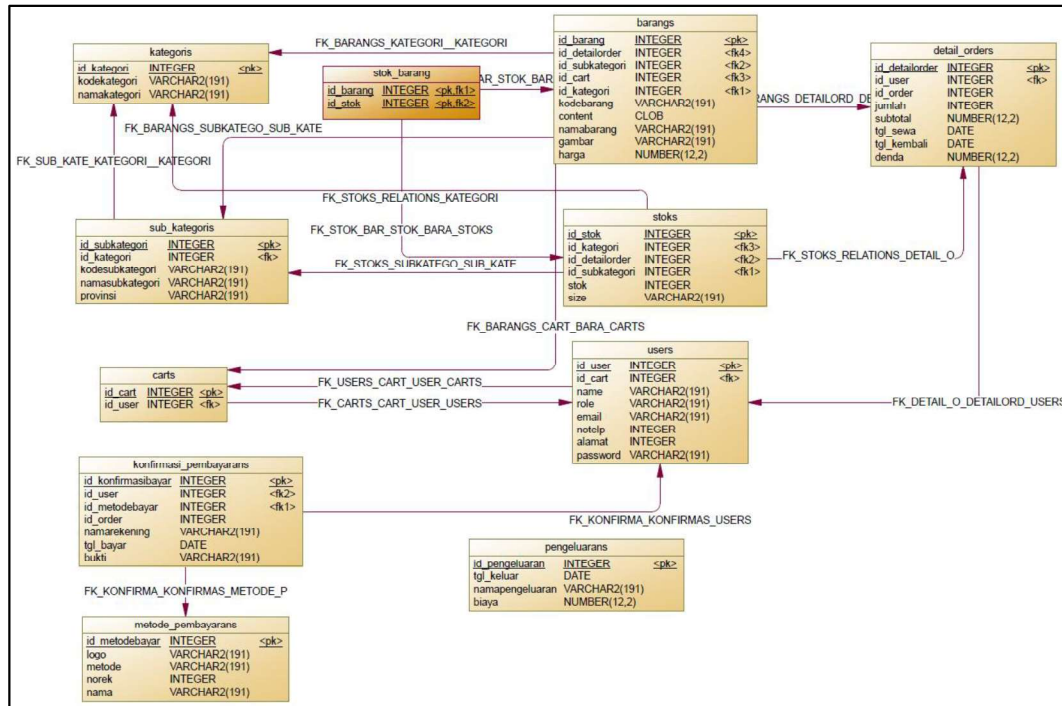 kategoris
id_kategori INTEGER <pk>
kodekategori VARCHAR2(191)
namakategori VARCHAR2(191)
FK_BARANGS_KATEGORI__KATEGORI
stok_barang
id_barang INTEGER <pk,fk1>
id_stok INTEGER <pk,fk2>
AR_STOK_BAR
barangs
id_barang INTEGER <pk>
id_detailorder INTEGER <fk4>
id_subkategori INTEGER <fk2>
id_cart INTEGER <fk3>
id_kategori INTEGER <fk1>
kodebarang VARCHAR2(191)
content CLOB
namabarang VARCHAR2(191)
gambar VARCHAR2(191)
harga NUMBER(12,2)
RANGS_DETAILORD_DE
detail_orders
id_detailorder INTEGER <pk>
id_user INTEGER <fk>
id_order INTEGER
jumlah INTEGER
subtotal NUMBER(12,2)
tgl_sewa DATE
tgl_kembali DATE
denda NUMBER(12,2)
FK_BARANGS_SUBKATEGO_SUB_KATE
FK_SUB_KATE_KATEGORI__KATEGORI
FK_STOKS_RELATIONS_KATEGORI
FK_STOK_BAR_STOK_BARA_STOKS
sub_kategoris
id_subkategori INTEGER <pk>
id_kategori INTEGER <fk>
kodesubkategori VARCHAR2(191)
namasubkategori VARCHAR2(191)
provinsi VARCHAR2(191)
FK_STOKS_SUBKATEGO_SUB_KATE
stoks
id_stok INTEGER <pk>
id_kategori INTEGER <fk3>
id_detailorder INTEGER <fk2>
id_subkategori INTEGER <fk1>
stok INTEGER
size VARCHAR2(191)
FK_STOKS_RELATIONS_DETAIL_O
FK_BARANGS_CART_BARA_CARTS
carts
id_cart INTEGER <pk>
id_user INTEGER <fk>
FK_USERS_CART_USER_CARTS
FK_CARTS_CART_USER_USERS
users
id_user INTEGER <pk>
id_cart INTEGER <fk>
name VARCHAR2(191)
role VARCHAR2(191)
email VARCHAR2(191)
notelp INTEGER
alamat INTEGER
password VARCHAR2(191)
FK_DETAIL_O_DETAILORD_USERS
konfirmasi_pembayarans
id_konfirmasibayar INTEGER <pk>
id_user INTEGER <fk2>
id_metodebayar INTEGER <fk1>
id_order INTEGER
namarekening VARCHAR2(191)
tgl_bayar DATE
bukti VARCHAR2(191)
FK_KONFIRMA_KONFIRMAS_USERS
pengeluarans
id_pengeluaran INTEGER <pk>
tgl_keluar DATE
namapengeluaran VARCHAR2(191)
biaya NUMBER(12,2)
FK_KONFIRMA_KONFIRMAS_METODE_P
metode_pembayarans
id_metodebayar INTEGER <pk>
logo VARCHAR2(191)
metode VARCHAR2(191)
norek INTEGER
nama VARCHAR2(191)